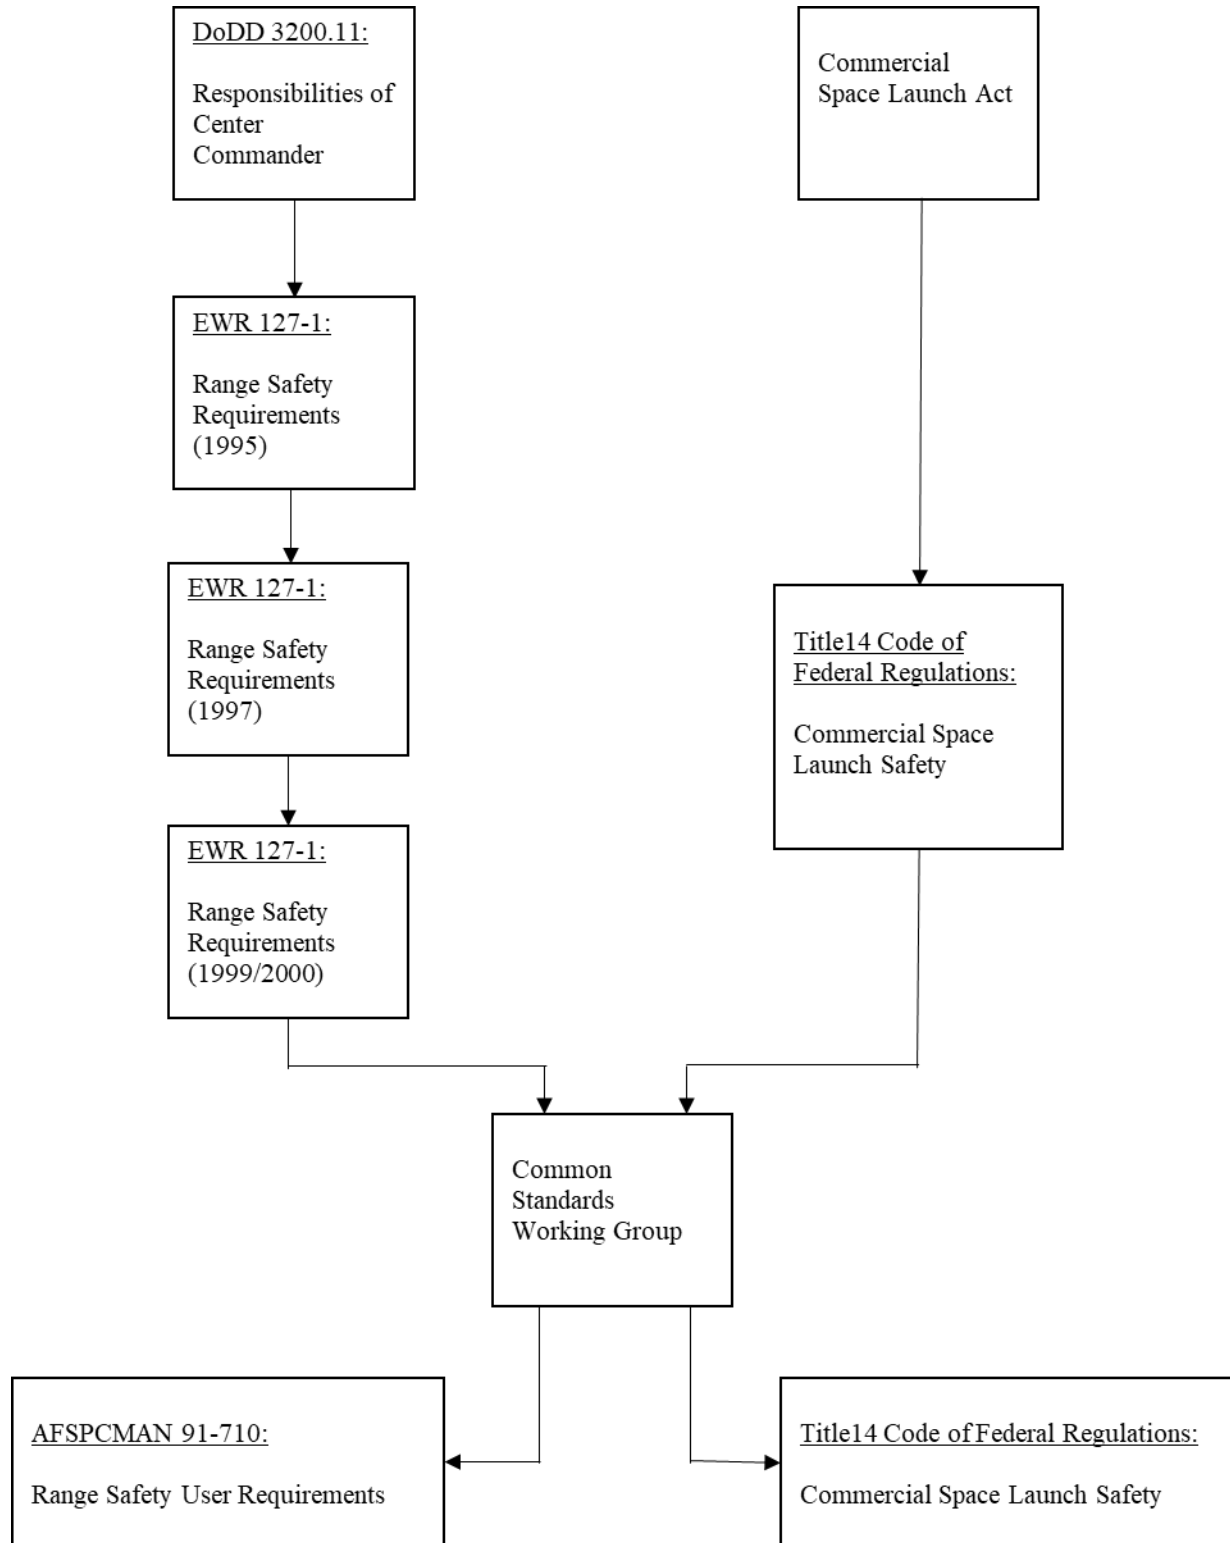 DoDD 3200.11:
Responsibilities of
Center
Commander
Commercial
Space Launch Act
EWR 127-1:
Range Safety
Requirements
(1995)
EWR 127-1:
Range Safety
Requirements
(1997)
Title14 Code of
Federal Regulations:
Commercial Space
Launch Safety
EWR 127-1:
Range Safety
Requirements
(1999/2000)
Common
Standards
Working Group
AFSPCMAN 91-710:
Range Safety User Requirements
Title14 Code of Federal Regulations:
Commercial Space Launch Safety